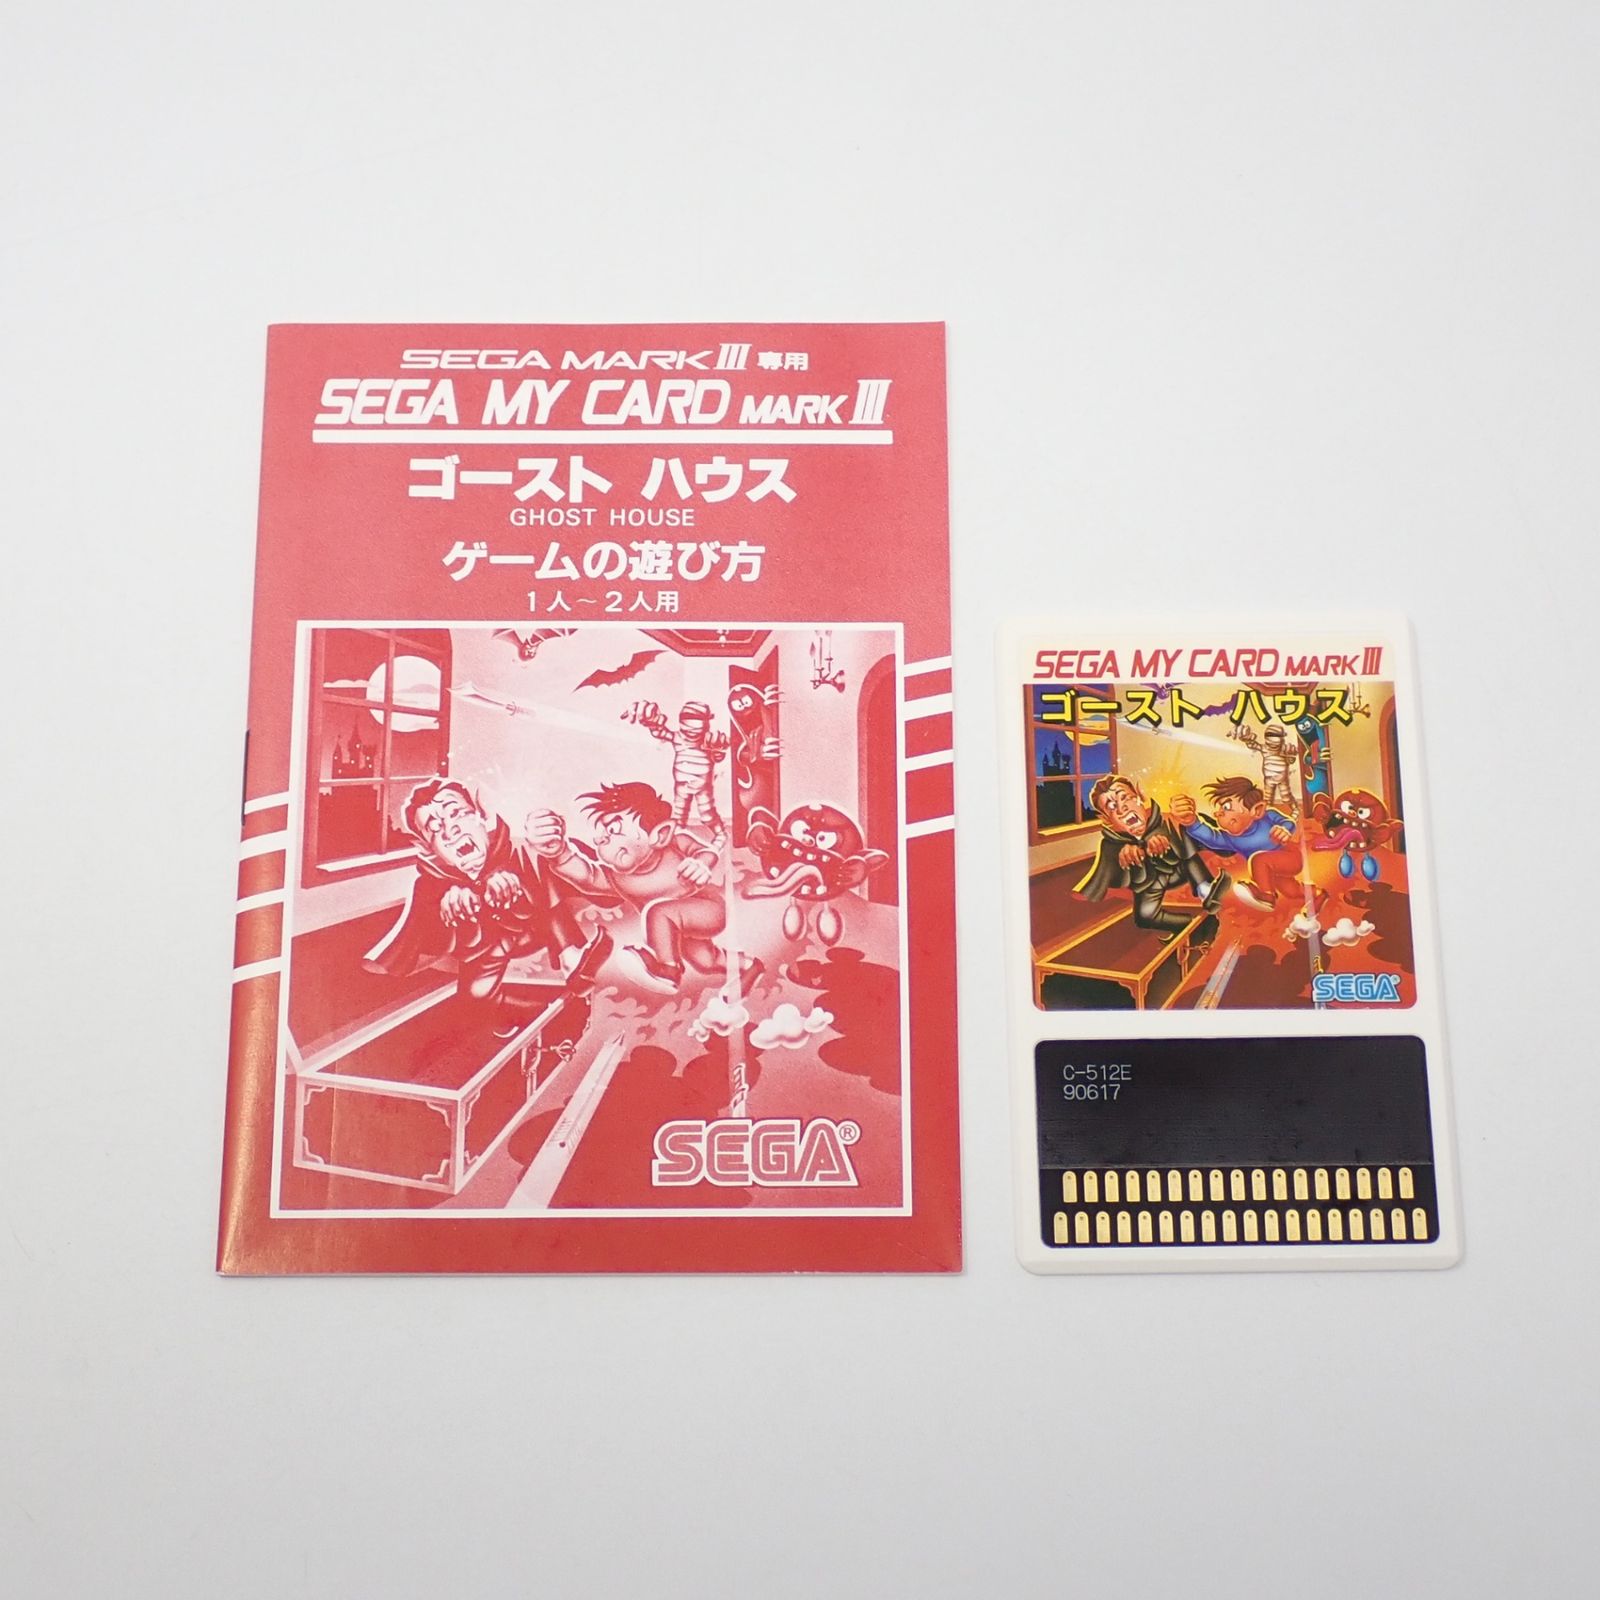 SEGA MARK III 専用
SEGA MY CARD MARK III
ゴースト ハウス
GHOST HOUSE
ゲームの遊び方
1人~2人用
SEGA®
SEGA MY CARD MARK III
ゴースト ハウス
SEGA®
C-512E
90617